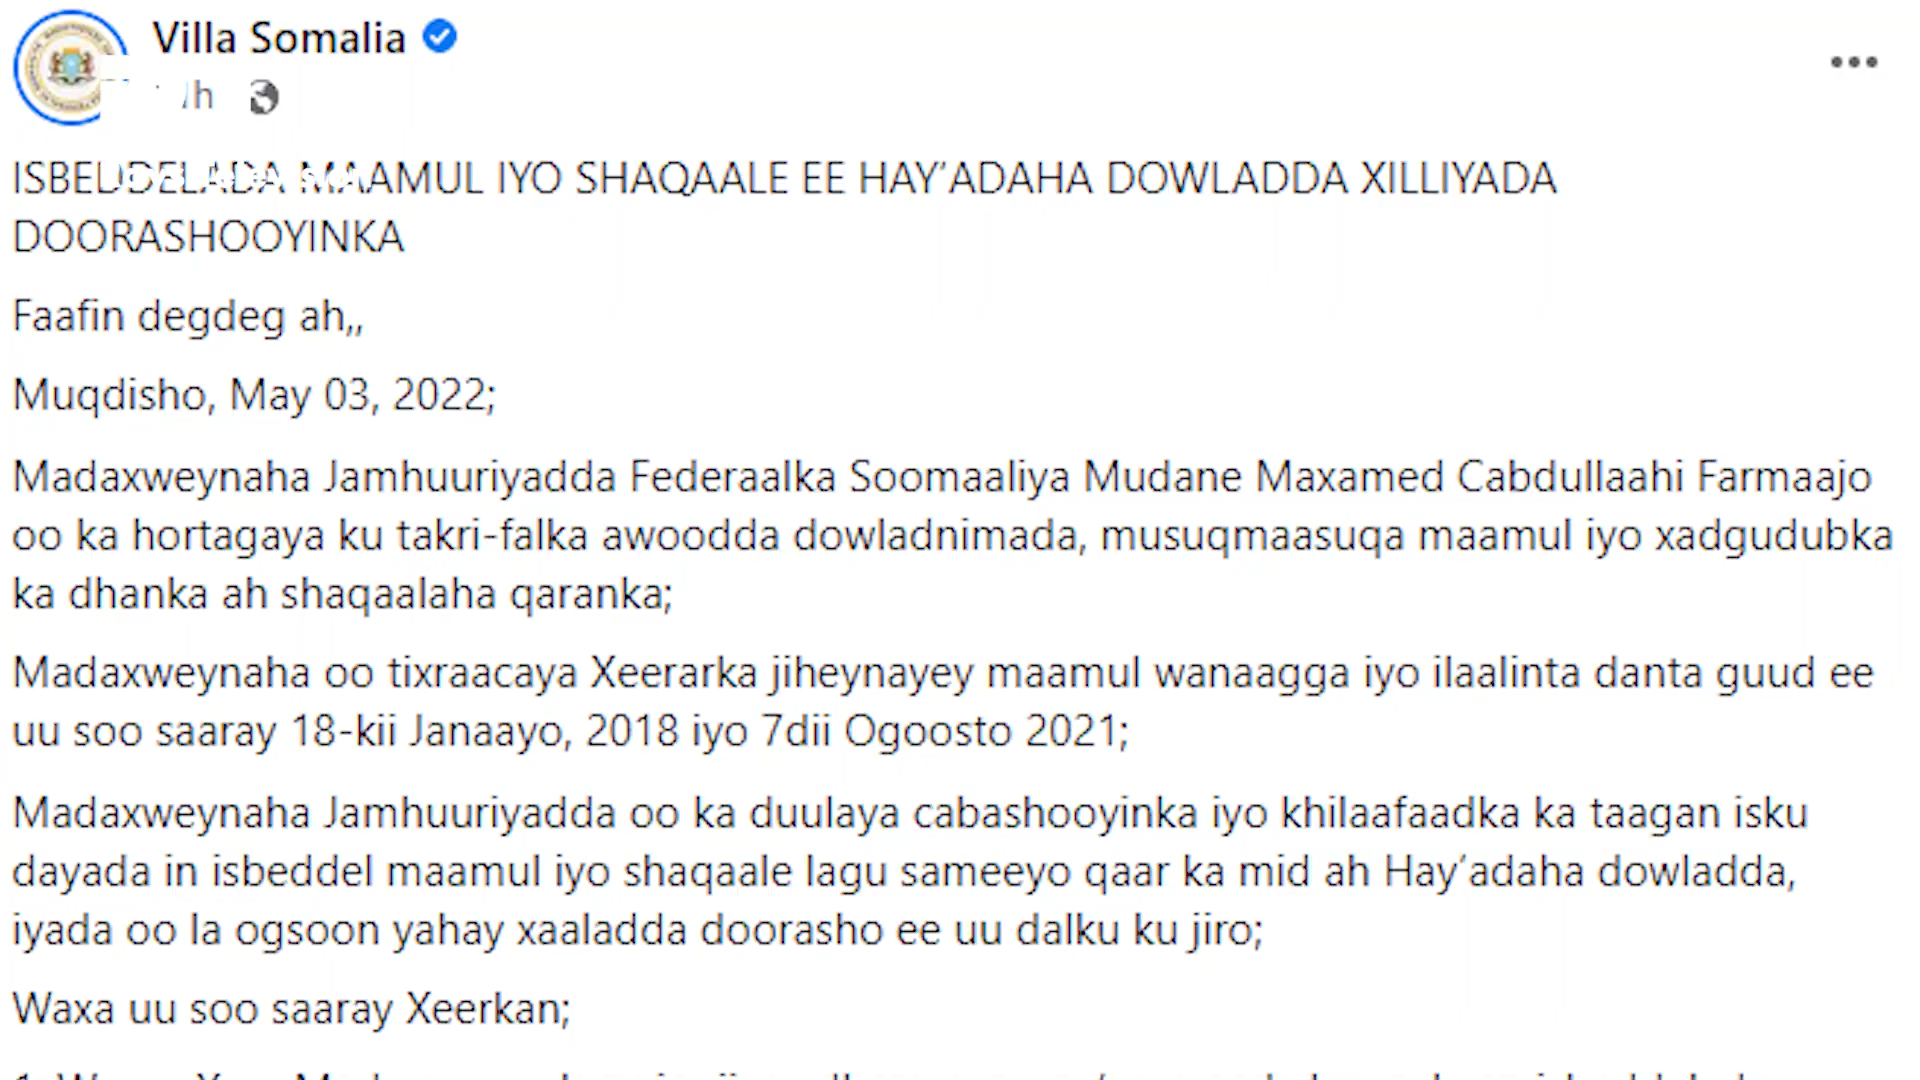 Villa Somalia
h
ISBEDDELADA MAAMUL IYO SHAQAALE EE HAY’ADAHA DOWLADDA XILLIYADA
DOORASHOOYINKA
Faafin degdeg ah,,
Muqdisho, May 03, 2022;
Madaxweynaha Jamhuuriyadda Federaalka Soomaaliya Mudane Maxamed Cabdullaahi Farmaajo
oo ka hortagaya ku takri-falka awoodda dowladnimada, musuqmaasuqa maamul iyo xadgudubka
ka dhanka ah shaqaalaha qaranka;
Madaxweynaha oo tixraacaya Xeerarka jiheynayey maamul wanaagga iyo ilaalinta danta guud ee
uu soo saaray 18-kii Janaayo, 2018 iyo 7dii Ogoosto 2021;
Madaxweynaha Jamhuuriyadda oo ka duulaya cabashooyinka iyo khilaafaadka ka taagan isku
dayada in isbeddel maamul iyo shaqaale lagu sameeyo qaar ka mid ah Hay’adaha dowladda,
iyada oo la ogsoon yahay xaaladda doorasho ee uu dalku ku jiro;
Waxa uu soo saaray Xeerkan;